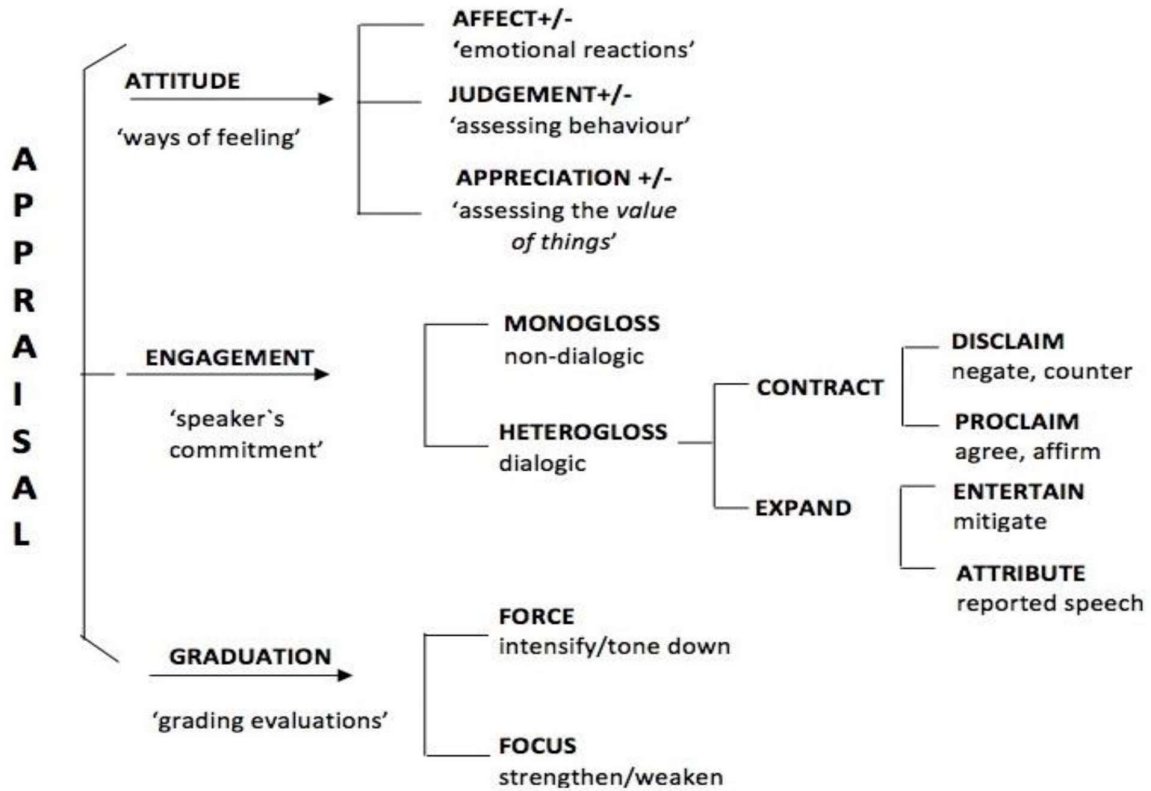 APPRAISAL
ATTITUDE
‘ways of feeling’
AFFECT+/-
‘emotional reactions’
JUDGEMENT+/-
‘assessing behaviour’
APPRECIATION +/-
‘assessing the value
of things’
ENGAGEMENT
‘speaker`s
commitment’
MONOGLOSS
non-dialogic
HETEROGLOSS
dialogic
CONTRACT
DISCLAIM
negate, counter
PROCLAIM
agree, affirm
EXPAND
ENTERTAIN
mitigate
ATTRIBUTE
reported speech
GRADUATION
‘grading evaluations’
FORCE
intensify/tone down
FOCUS
strengthen/weaken